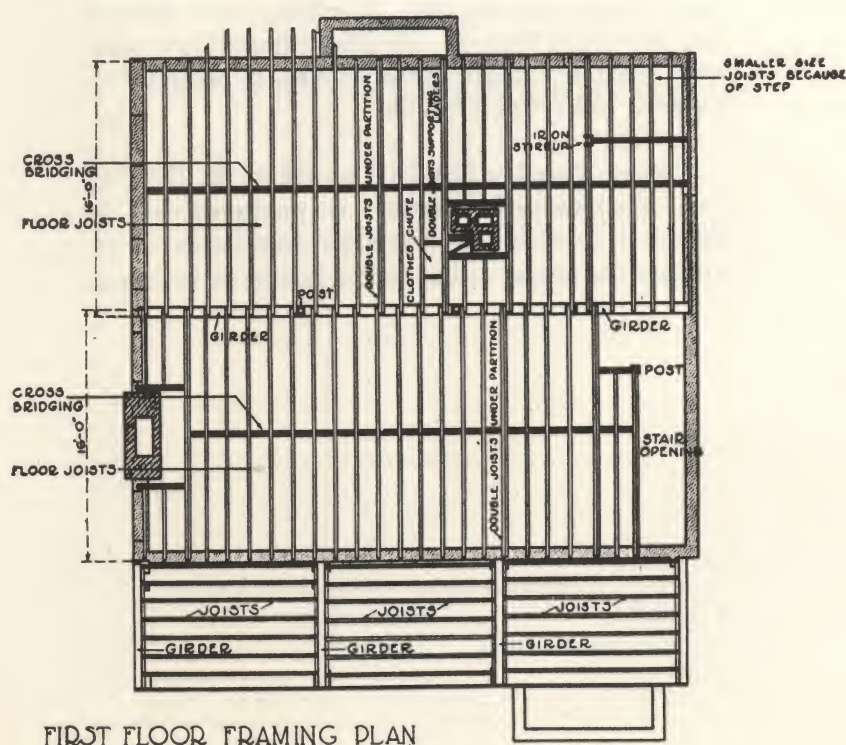 SMALLER SIZE
JOISTS BECAUSE
OF STEP
IRON
STIRRUP
CROSS
BRIDGING
16'-0"
FLOOR JOISTS
DOUBLE JOISTS UNDER PARTITION
CLOTHES CHUTE
DOUBLE JOISTS SUPPORTING
LEADERS
POST
GIRDER
GIRDER
CROSS
BRIDGING
16'-0"
FLOOR JOISTS
DOUBLE JOISTS UNDER PARTITION
POST
STAIR
OPENING
JOISTS
JOISTS
JOISTS
GIRDER
GIRDER
GIRDER
FIRST FLOOR FRAMING PLAN